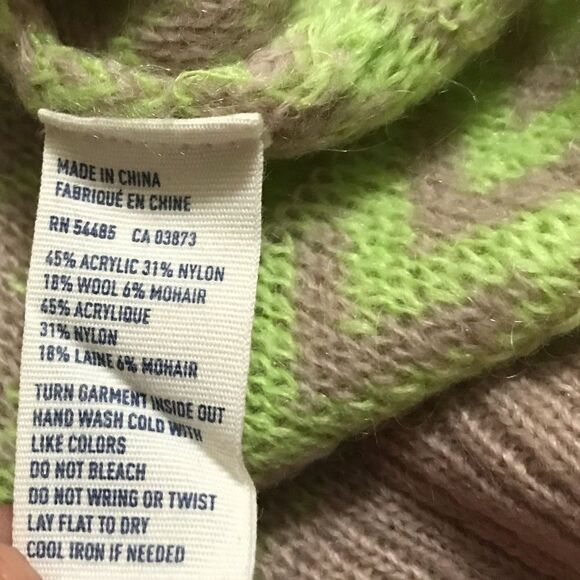 MADE IN CHINA
FABRIQUÉ EN CHINE
RN 54485 CA 03873
45% ACRYLIC 31% NYLON
18% WOOL 6% MOHAIR
45% ACRYLIQUE
31% NYLON
18% LAINE 6% MOHAIR
TURN GARMENT INSIDE OUT
HAND WASH COLD WITH
LIKE COLORS
DO NOT BLEACH
DO NOT WRING OR TWIST
LAY FLAT TO DRY
COOL IRON IF NEEDED